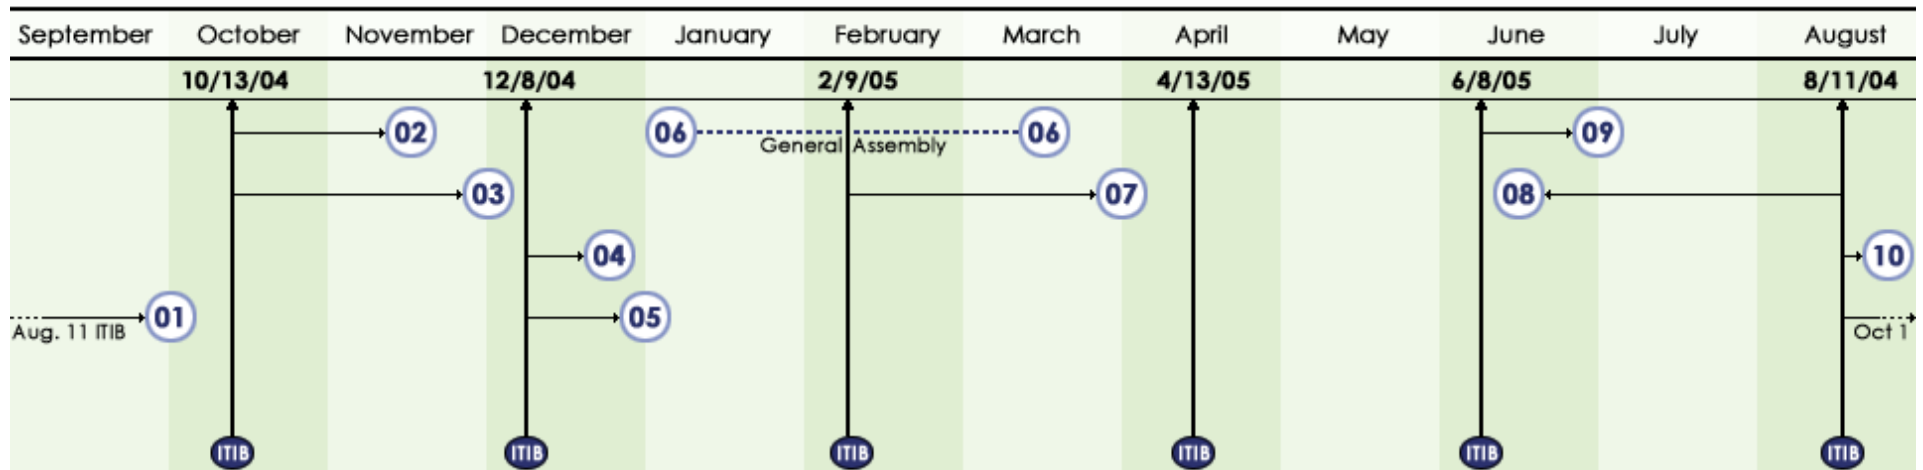 September October November December January February March April May June July August
10/13/04 12/8/04 2/9/05 4/13/05 6/8/05 8/11/04
02 06 06 09
General Assembly
03 07 08
04 10
01 05
Aug. 11 ITIB Oct 1
ITIB ITIB ITIB ITIB ITIB ITIB